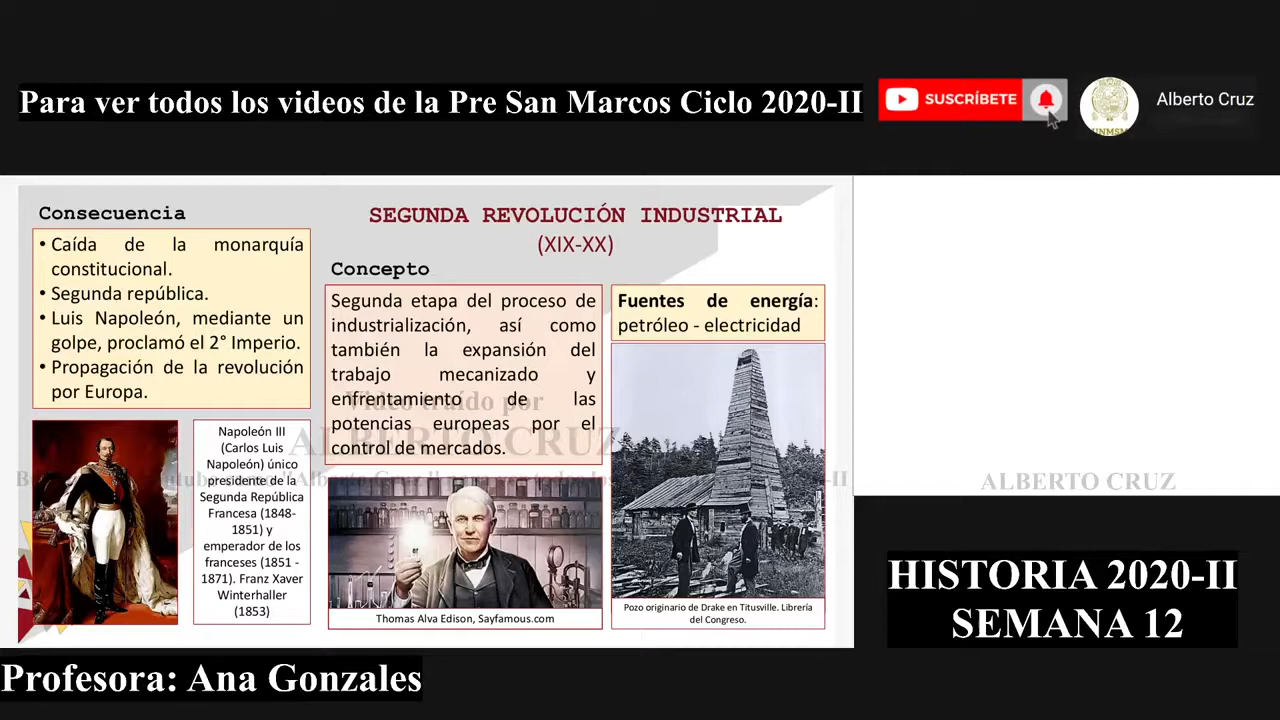 Para ver todos los videos de la Pre San Marcos Ciclo 2020-II
SUSCRÍBETE
UNMSM
Alberto Cruz
Consecuencia
• Caída de la monarquía
constitucional.
• Segunda república.
• Luis Napoleón, mediante un
golpe, proclamó el 2° Imperio.
• Propagación de la revolución
por Europa.
Napoleón III
(Carlos Luis
Napoleón) único
presidente de la
Segunda República
Francesa (1848-
1851) y
emperador de los
franceses (1851 -
1871). Franz Xaver
Winterhaller
(1853)
SEGUNDA REVOLUCIÓN INDUSTRIAL
(XIX-XX)
Concepto
Segunda etapa del proceso de
industrialización, así como
también la expansión del
trabajo mecanizado y
enfrentamiento de las
potencias europeas por el
control de mercados.
Thomas Alva Edison, Sayfamous.com
Fuentes de energía:
petróleo - electricidad
Pozo originario de Drake en Titusville. Librería
del Congreso.
Video traído por
ALBERTO CRUZ
ALBERTO CRUZ
HISTORIA 2020-II
SEMANA 12
Profesora: Ana Gonzales